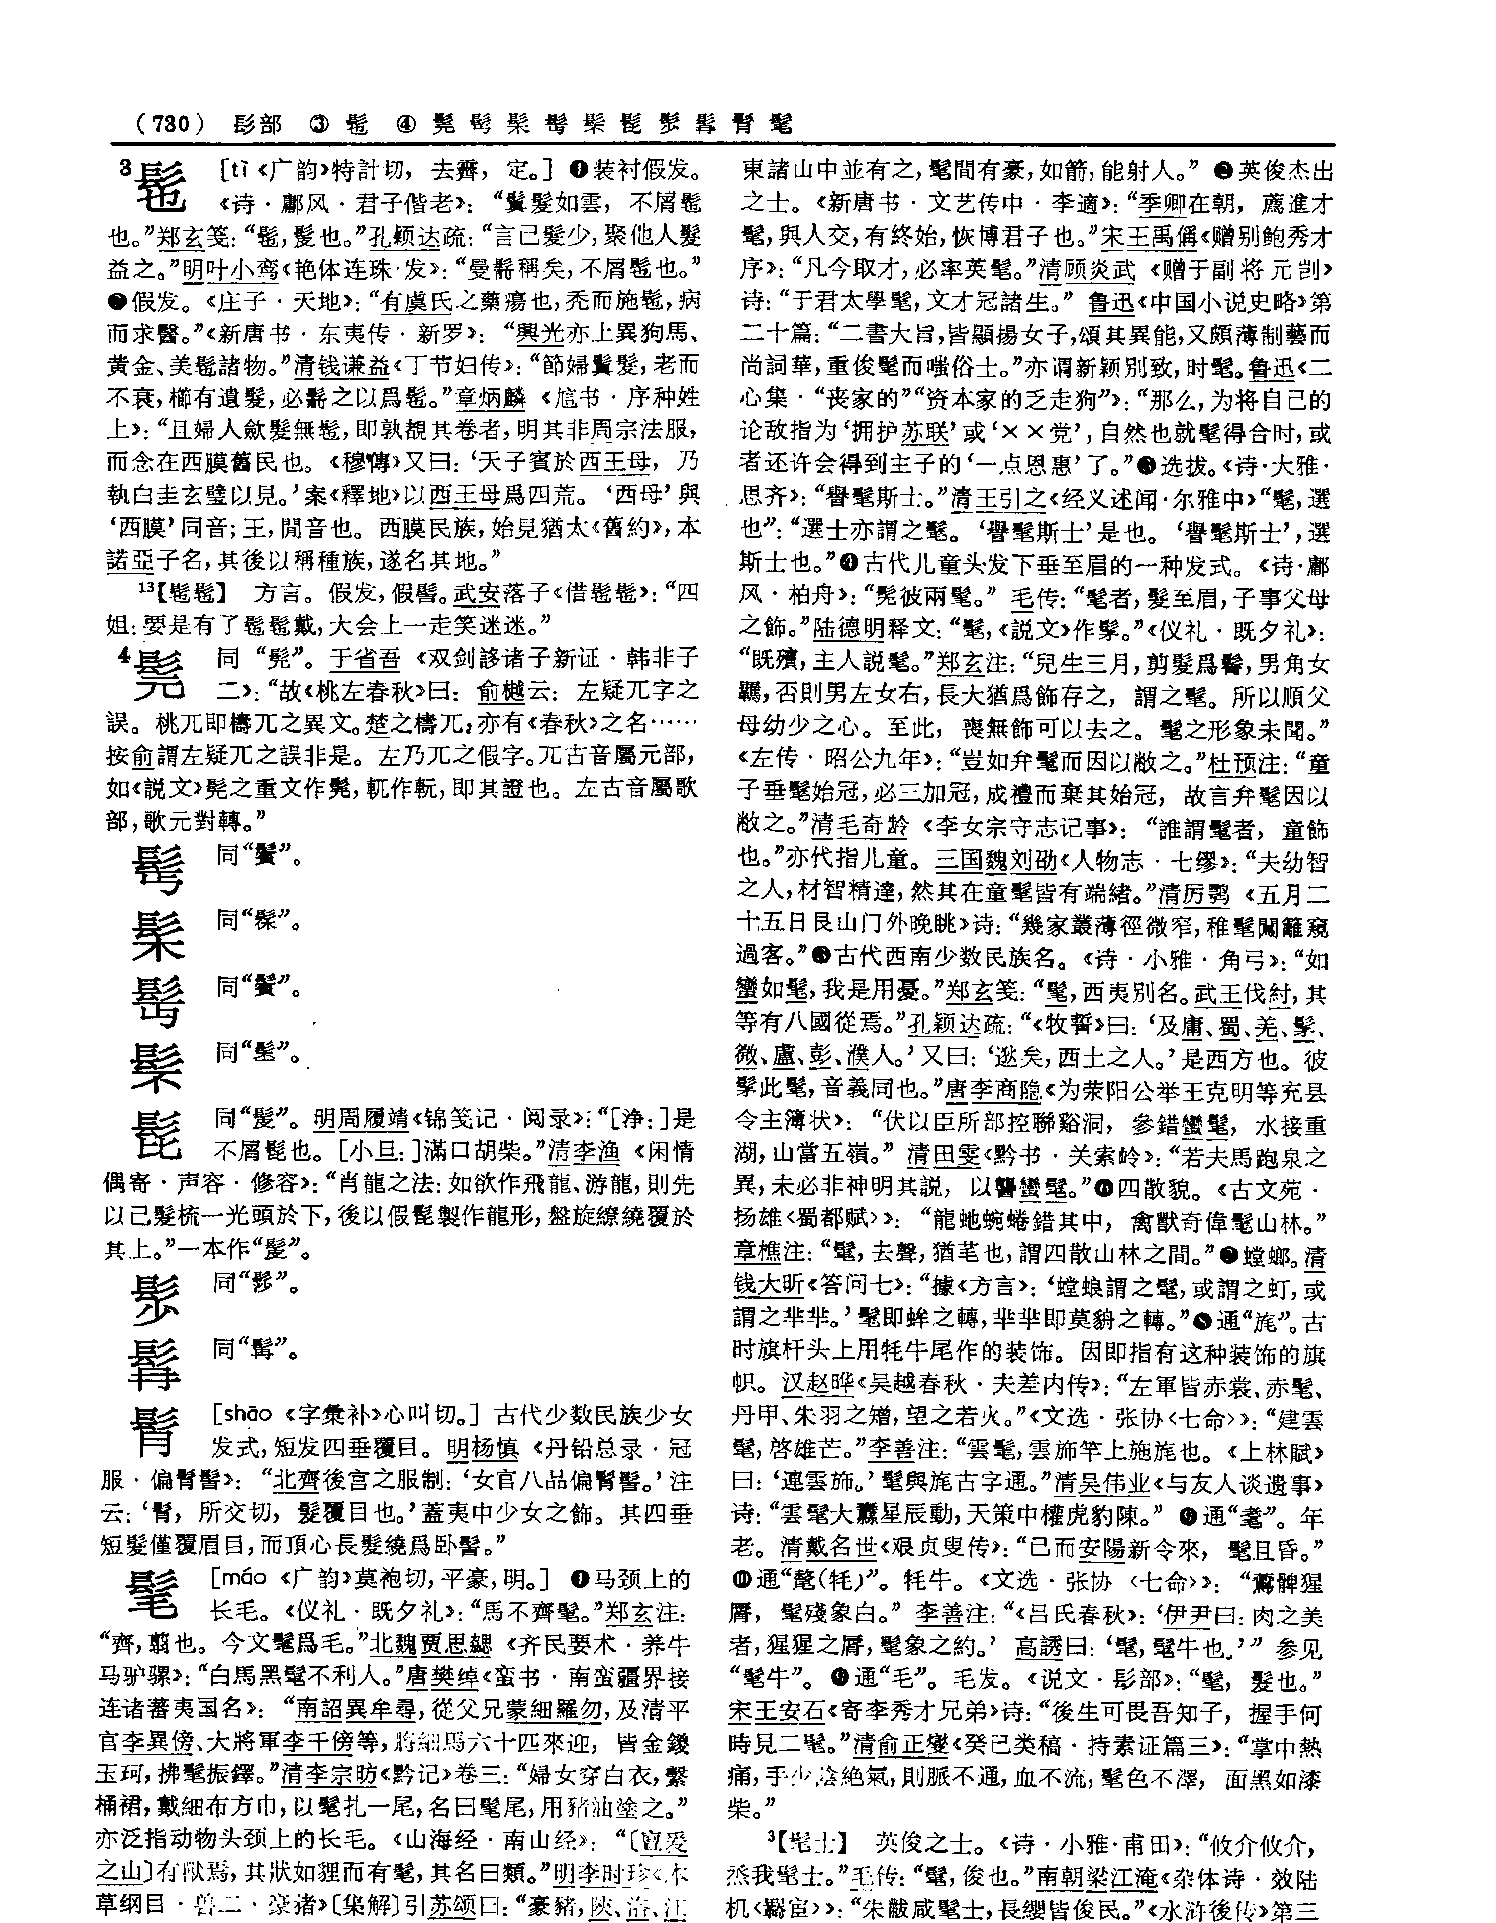 （730） 髟部 ③ 髢 ④ 髨
3髢 [tì《广韵》特計切，去霽，定。] ❶装衬假发。
《诗·鄘风·君子偕老》：“鬒髮如雲，不屑髢
也。”郑玄笺：“髢，髲也。”孔颖达疏：“言己髮少，聚他人髮
益之。”明叶小鸾《艳体连珠·发》：“曼鬋稱矣，不屑髢也。”
❷假发。《庄子·天地》：“有虞氏之藥瘍也，禿而施髢，病
而求醫。”《新唐书·东夷传·新罗》：“興光亦上異狗馬、
黄金、美髢諸物。”清钱谦益《丁节妇传》：“節婦鬒髮，老而
不衰，櫛有遺髮，必鬋之以爲髢。”章炳麟《訄书·序种姓
上》：“且婦人斂髮無髢，即孰覩其卷者，明其非周宗法服，
而念在西膜舊民也。《穆傳》又曰：‘天子賓於西王母，乃
執白圭玄璧以見。’案《釋地》以西王母爲四荒。‘西母’與
‘西膜’同音；王，閒音也。西膜民族，始見猶太《舊約》，本
諾亞子名，其後以稱種族，遂名其地。”
13【髢髢】 方言。假发，假髻。武安落子《借髢髢》：“四
姐：要是有了髢髢戴，大会上一走笑迷迷。”
4髨 同“髡”。于省吾《双剑誃诸子新证·韩非子
二》：“故《桃左春秋》曰：俞樾云：左疑兀字之
誤。桃兀即檮兀之異文。楚之檮兀，亦有《春秋》之名……
按俞謂左疑兀之誤非是。左乃兀之假字。兀古音屬元部，
如《説文》髡之重文作髨，軏作䡇，即其證也。左古音屬歌
部，歌元對轉。”
同“鬢”。
同“髹”。
同“鬢”。
同“髽”。
髱 同“髲”。明周履靖《锦笺记·阅录》：“[净：]是
不屑髢也。[小旦：]滿口胡柴。”清李渔《闲情
偶寄·声容·修容》：“肖龍之法：如欲作飛龍、游龍，則先
以己髮梳一光頭於下，後以假髲製作龍形，盤旋繚繞覆於
其上。”一本作“髲”。
同“髿”。
同“髯”。
髾 [shāo《字彙补》心叫切。] 古代少数民族少女
发式，短发四垂覆目。明杨慎《丹铅总录·冠
服·偏髾髻》：“北齊後宫之服制：‘女官八品偏髾髻。’注
云：‘髾，所交切，髮覆目也。’蓋夷中少女之飾。其四垂
短髮僅覆眉目，而頂心長髮繞爲卧髻。”
髦 [máo《广韵》莫袍切，平豪，明。] ❶马颈上的
长毛。《仪礼·既夕礼》：“馬不齊髦。”郑玄注：
“齊，翦也。今文髦爲毛。”北魏贾思勰《齐民要术·养牛
马驴骡》：“白馬黑髦不利人。”唐樊绰《蛮书·南蛮疆界接
连诸蕃夷国名》：“南詔異牟尋，從父兄蒙細羅勿，及清平
官李異傍、大將軍李千傍等，將細馬六十匹來迎，皆金鍐
玉珂，拂髦振鐸。”清李宗昉《黔记》卷三：“婦女穿白衣，繫
桶裙，戴細布方巾，以髦扎一尾，名曰髦尾，用豬油塗之。”
亦泛指动物头颈上的长毛。《山海经·南山经》：“〔亶爰
之山〕有獸焉，其狀如貍而有髦，其名曰類。”明李时珍《本
草纲目·兽二·豪猪》〔集解〕引苏颂曰：“豪豬，陝、洛、江
東諸山中並有之，髦間有豪，如箭，能射人。” ❷英俊杰出
之士。《新唐书·文艺传中·李適》：“季卿在朝，薦進才
髦，與人交，有終始，恢博君子也。”宋王禹偁《赠别鲍秀才
序》：“凡今取才，必率英髦。”清顾炎武《赠于副将元剀》
诗：“于君太學髦，文才冠諸生。” 鲁迅《中国小说史略》第
二十篇：“二書大旨，皆顯揚女子，頌其異能，又頗薄制藝而
尚詞華，重俊髦而嗤俗士。”亦谓新颖别致，时髦。鲁迅《二
心集·“丧家的”“资本家的乏走狗”》：“那么，为将自己的
论敌指为‘拥护苏联’或‘××党’，自然也就髦得合时，或
者还许会得到主子的‘一点恩惠’了。”❸选拔。《诗·大雅·
思齐》：“譽髦斯士。”清王引之《经义述闻·尔雅中》“髦，選
也”：“選士亦謂之髦。‘譽髦斯士’是也。‘譽髦斯士’，選
斯士也。”❹古代儿童头发下垂至眉的一种发式。《诗·鄘
风·柏舟》：“髧彼兩髦。”毛传：“髦者，髮至眉，子事父母
之飾。”陆德明释文：“髦，《説文》作髳。”《仪礼·既夕礼》：
“既殯，主人説髦。”郑玄注：“兒生三月，剪髮爲鬌，男角女
羈，否則男左女右，長大猶爲飾存之，謂之髦。所以順父
母幼少之心。至此，喪無飾可以去之。髦之形象未聞。”
《左传·昭公九年》：“豈如弁髦而因以敝之。”杜预注：“童
子垂髦始冠，必三加冠，成禮而棄其始冠，故言弁髦因以
敝之。”清毛奇龄《李女宗守志记事》：“誰謂髦者，童飾
也。”亦代指儿童。三国魏刘劭《人物志·七缪》：“夫幼智
之人，材智精達，然其在童髦皆有端緒。”清厉鹗《五月二
十五日艮山门外晚眺》诗：“幾家叢薄徑微窄，稚髦闖籬窺
過客。”❺古代西南少数民族名。《诗·小雅·角弓》：“如
蠻如髦，我是用憂。”郑玄笺：“髦，西夷别名。武王伐紂，其
等有八國從焉。”孔颖达疏：“《牧誓》曰：‘及庸、蜀、羌、髳、
微、盧、彭、濮人。’又曰：‘逖矣，西土之人。’是西方也。彼
髳此髦，音義同也。”唐李商隐《为荥阳公举王克明等充县
令主簿状》：“伏以臣所部控聯谿洞，參錯蠻髦，水接重
湖，山當五嶺。” 清田雯《黔书·关索岭》：“若夫馬跑泉之
異，未必非神明其説，以讋蠻髦。”❻四散貌。《古文苑·
扬雄〈蜀都赋〉》：“龍虵蜿蜷錯其中，禽獸奇偉髦山林。”
章樵注：“髦，去聲，猶芼也，謂四散山林之間。”❼螳螂。清
钱大昕《答问七》：“據《方言》：‘螳蜋謂之髦，或謂之虰，或
謂之羋羋。’髦即蛑之轉，羋羋即莫貈之轉。”❽通“旄”。古
时旗杆头上用牦牛尾作的装饰。因即指有这种装饰的旗
帜。汉赵晔《吴越春秋·夫差内传》：“左軍皆赤裳、赤髦、
丹甲、朱羽之矰，望之若火。”《文选·张协〈七命〉》：“建雲
髦，啓雄芒。”李善注：“雲髦，雲旆竿上施旄也。《上林賦》
曰：‘連雲旆。’髦與旄古字通。”清吴伟业《与友人谈遗事》
诗：“雲髦大纛星辰動，天策中權虎豹陳。” ❾通“耄”。年
老。清戴名世《艰贞叟传》：“已而安陽新令來，髦且昏。”
❿通“氂（牦）”。牦牛。《文选·张协〈七命〉》：“鷰髀猩
脣，髦殘象白。” 李善注：“《吕氏春秋》：‘伊尹曰：肉之美
者，猩猩之脣，髦象之約。’ 高誘曰：‘髦，髦牛也。’” 参见
“髦牛”。⓫通“毛”。毛发。《说文·髟部》：“髦，髮也。”
宋王安石《寄李秀才兄弟》诗：“後生可畏吾知子，握手何
時見二髦。”清俞正燮《癸巳类稿·持素证篇三》：“掌中熱
痛，手少陰絶氣，則脈不通，血不流，髦色不澤，面黑如漆
柴。”
3【髦士】 英俊之士。《诗·小雅·甫田》：“攸介攸介，
烝我髦士。”毛传：“髦，俊也。”南朝梁江淹《杂体诗·效陆
机〈羁宦〉》：“朱黻咸髦士，長纓皆俊民。”《水浒後传》第三